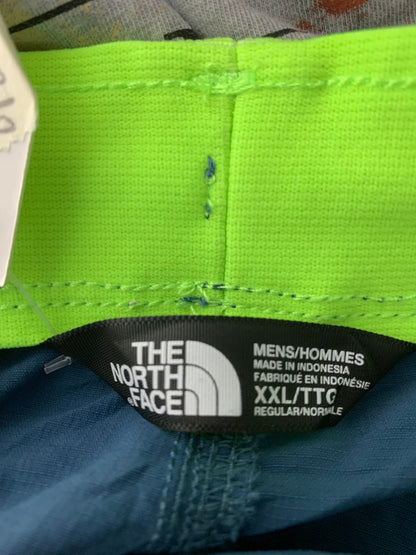 THE
NORTH
FACE
MENS/HOMMES
MADE IN INDONESIA
FABRIQUÉ EN INDONÉSIE
XXL/TTG
REGULAR/NORMALE